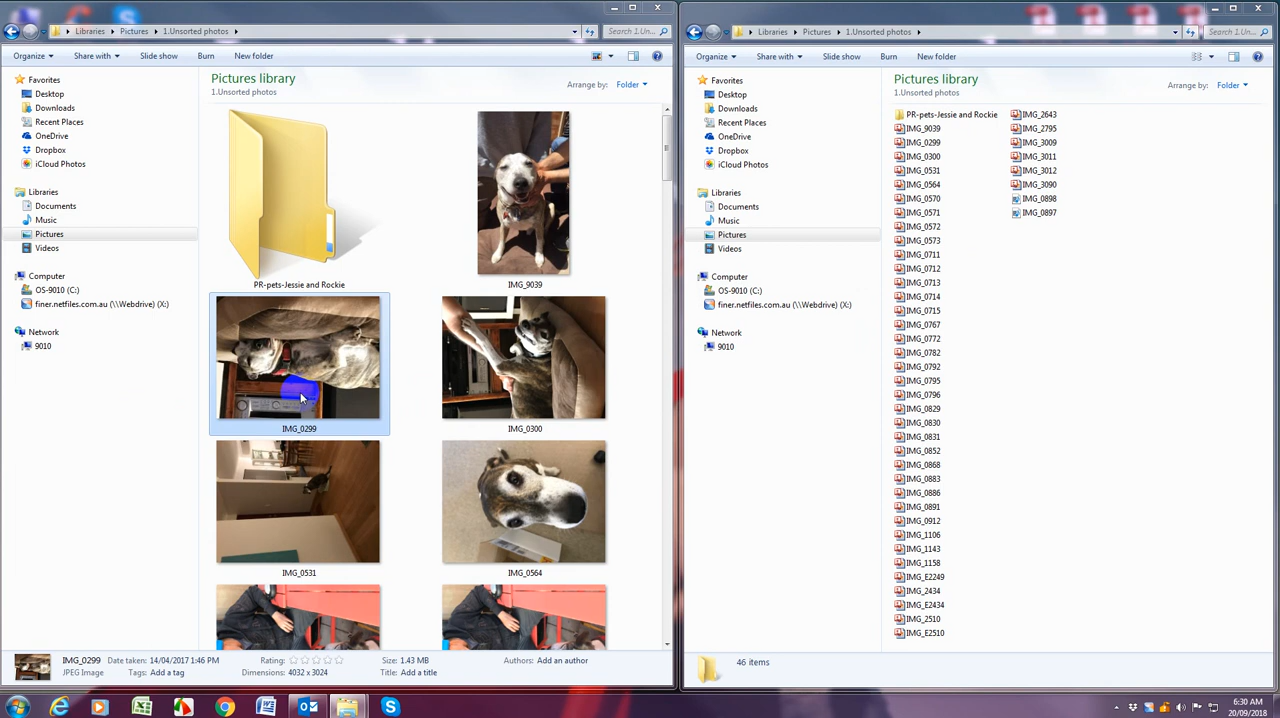 Libraries Pictures 1.Unsorted photos Search 1.Un...
Organize Share with Slide show Burn New folder
Favorites
Desktop
Downloads
Recent Places
OneDrive
Dropbox
iCloud Photos
Libraries
Documents
Music
Pictures
Videos
Computer
OS-9010 (C:)
finer.netfiles.com.au (\\Webdrive) (X:)
Network
9010
Pictures library
1.Unsorted photos
Arrange by: Folder
PR-pets-Jessie and Rockie
IMG_9039
IMG_0299
IMG_0300
IMG_0531
IMG_0564
IMG_0299 Date taken: 14/04/2017 1:46 PM Rating: Size: 1.43 MB Authors: Add an author
JPEG Image Tags: Add a tag Dimensions: 4032 x 3024 Title: Add a title
Libraries Pictures 1.Unsorted photos Search 1.Un...
Organize Share with Slide show Burn New folder
Favorites
Desktop
Downloads
Recent Places
OneDrive
Dropbox
iCloud Photos
Libraries
Documents
Music
Pictures
Videos
Computer
OS-9010 (C:)
finer.netfiles.com.au (\\Webdrive) (X:)
Network
9010
Pictures library
1.Unsorted photos
Arrange by: Folder
PR-pets-Jessie and Rockie
IMG_9039
IMG_0299
IMG_0300
IMG_0531
IMG_0564
IMG_0570
IMG_0571
IMG_0572
IMG_0573
IMG_0711
IMG_0712
IMG_0713
IMG_0714
IMG_0715
IMG_0767
IMG_0772
IMG_0782
IMG_0792
IMG_0795
IMG_0796
IMG_0829
IMG_0830
IMG_0831
IMG_0852
IMG_0868
IMG_0883
IMG_0886
IMG_0891
IMG_0912
IMG_1106
IMG_1143
IMG_1158
IMG_E2249
IMG_2434
IMG_E2434
IMG_2510
IMG_E2510
IMG_2643
IMG_2795
IMG_3009
IMG_3011
IMG_3012
IMG_3090
IMG_0898
IMG_0897
46 items
6:30 AM
20/09/2018